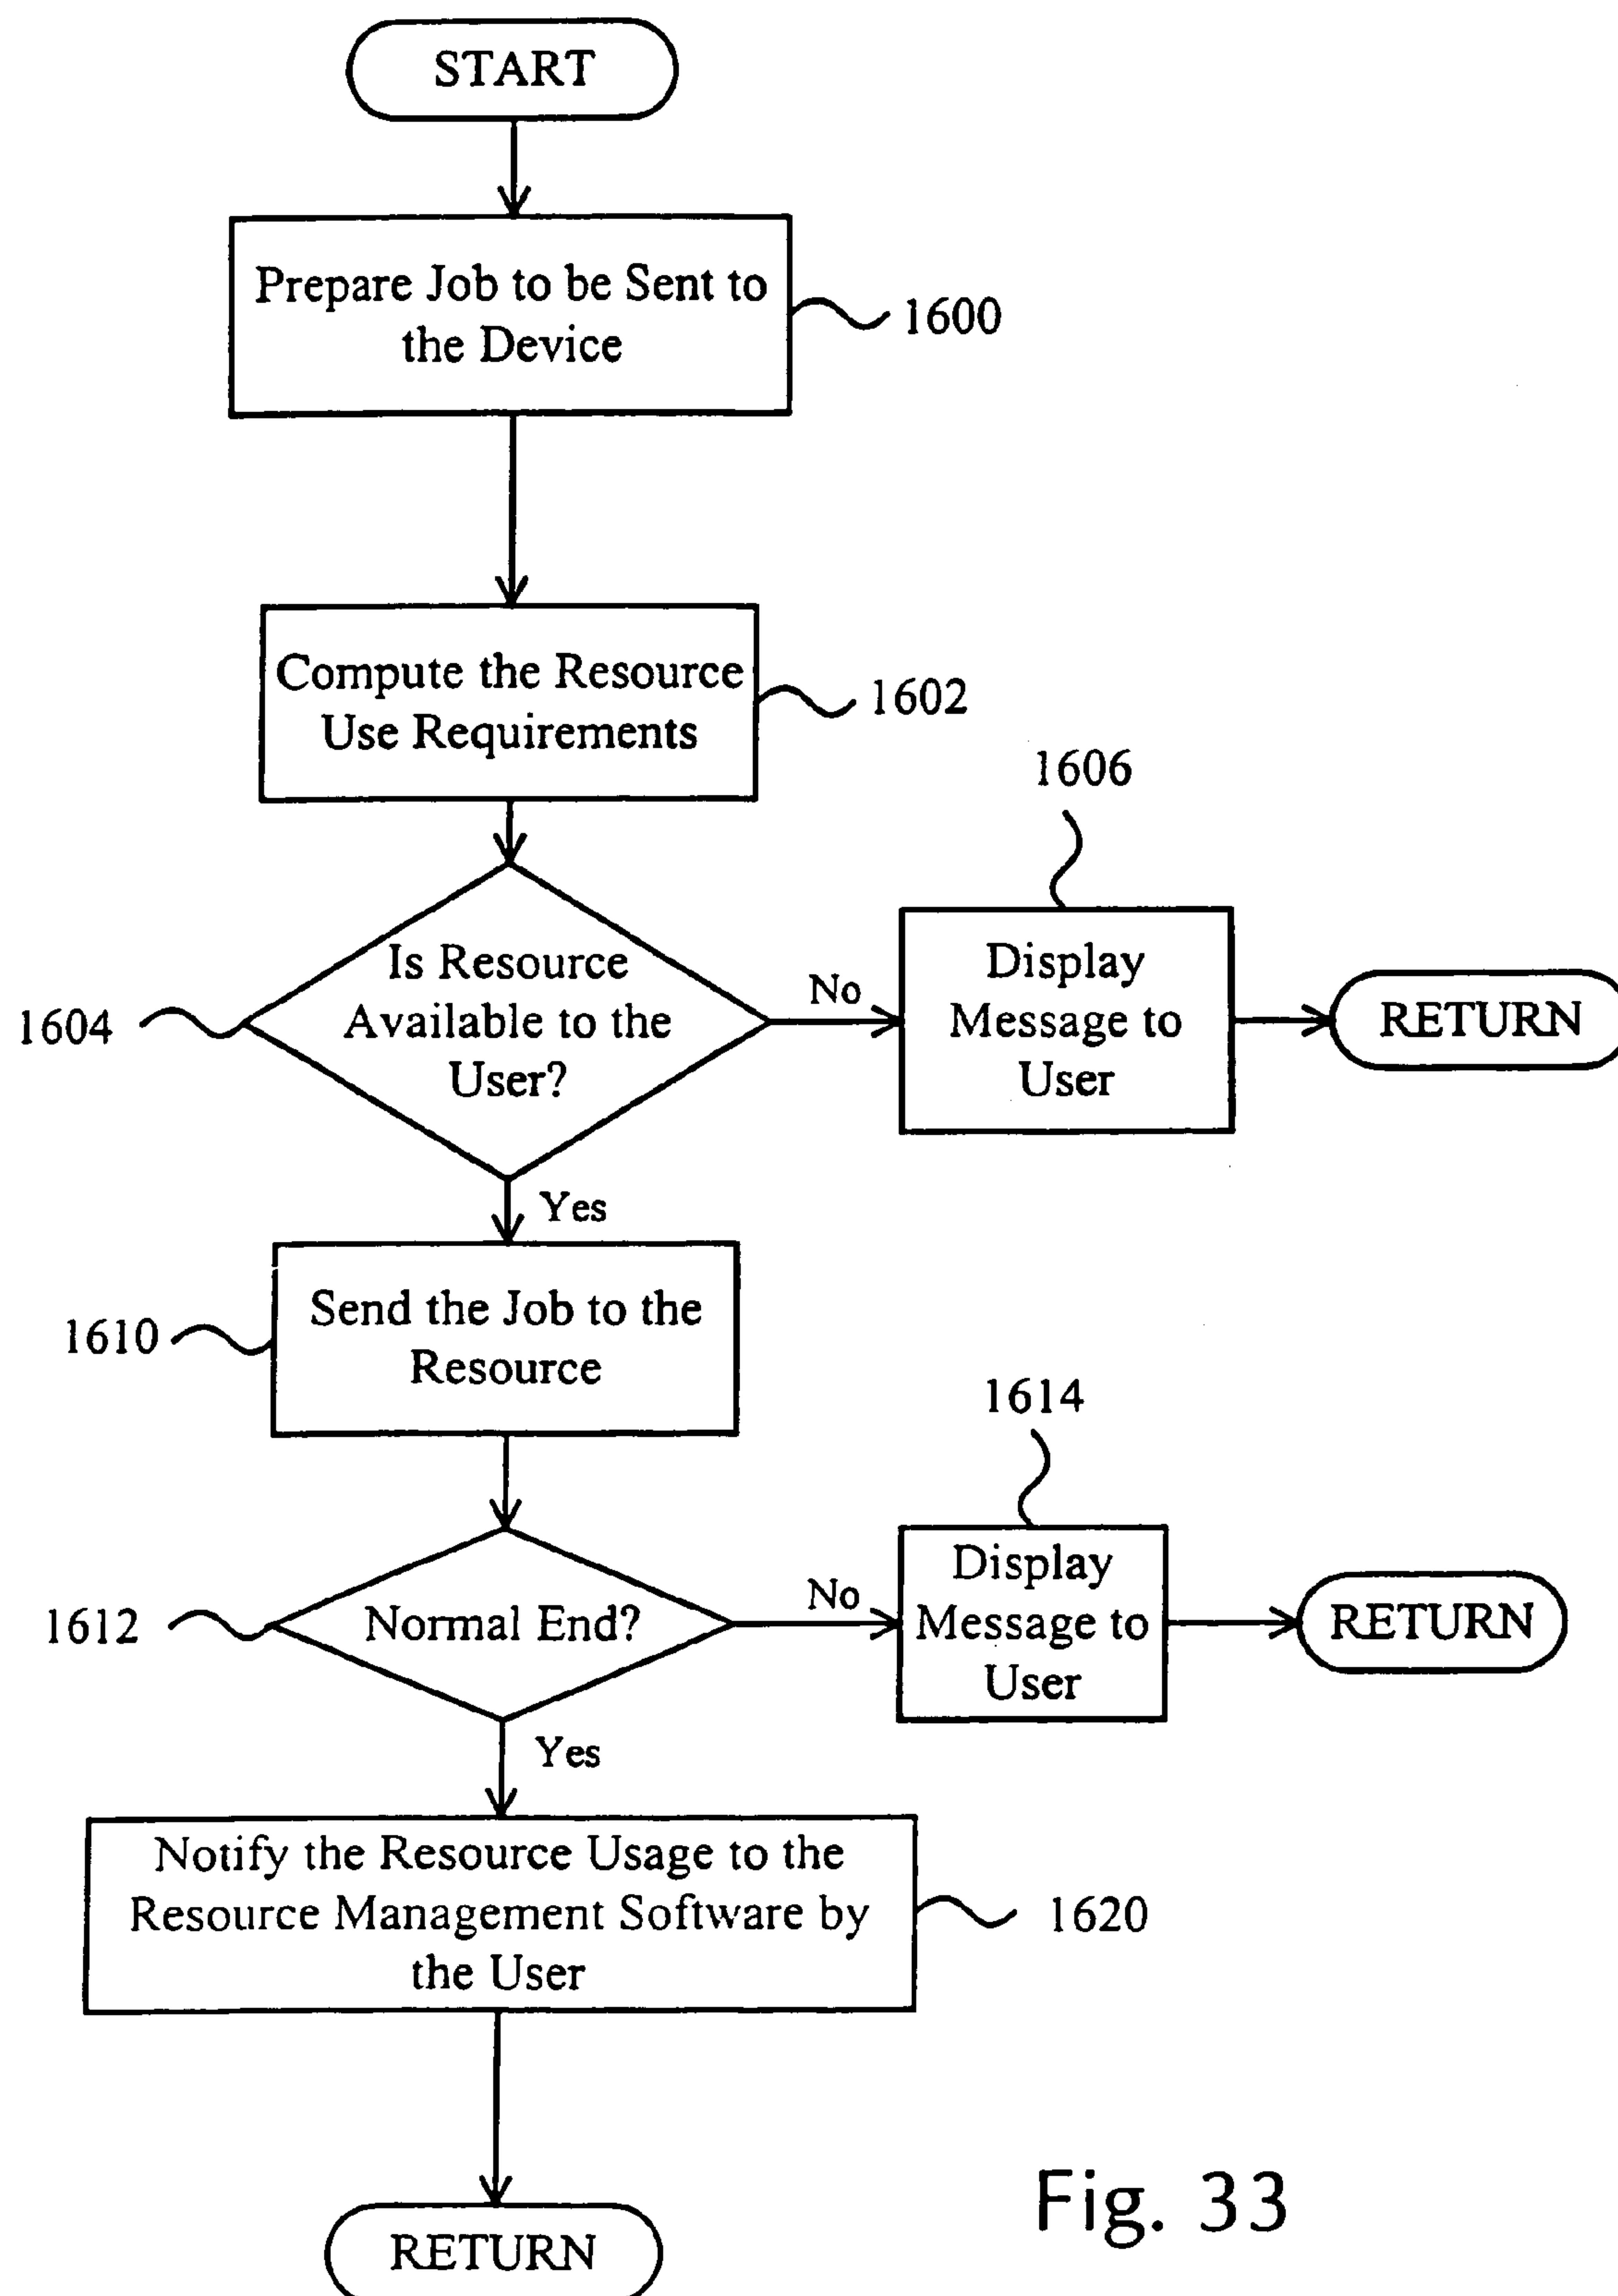 START
Prepare Job to be Sent to
the Device
1600
Compute the Resource
Use Requirements
1602
1606
Is Resource
Available to the
User?
1604
No
Display
Message to
User
RETURN
Yes
Send the Job to the
Resource
1610
1614
Normal End?
1612
No
Display
Message to
User
RETURN
Yes
Notify the Resource Usage to the
Resource Management Software by
the User
1620
RETURN
Fig. 33